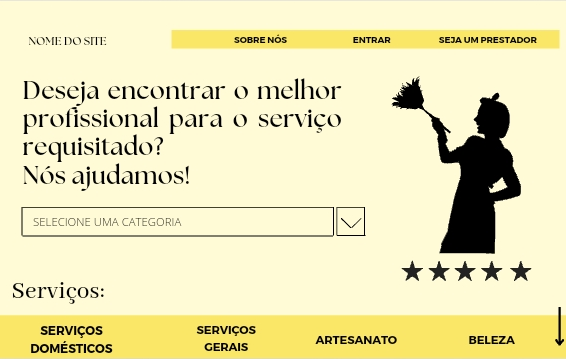 NOME DO SITE
SOBRE NÓS
ENTRAR
SEJA UM PRESTADOR
Deseja encontrar o melhor
profissional para o serviço
requisitado?
Nós ajudamos!
SELECIONE UMA CATEGORIA
Serviços:
SERVIÇOS
DOMÉSTICOS
SERVIÇOS
GERAIS
ARTESANATO
BELEZA